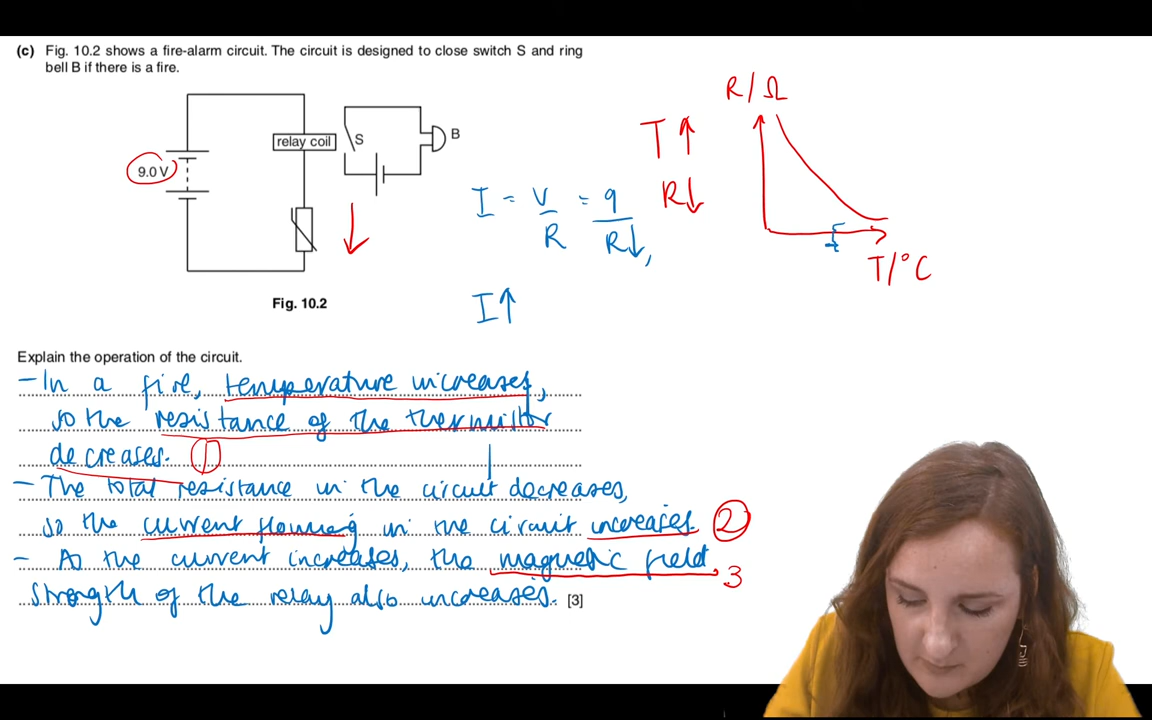 (c) Fig. 10.2 shows a fire-alarm circuit. The circuit is designed to close switch S and ring
bell B if there is a fire.
9.0 V
relay coil
S
B
Fig. 10.2
I = V/R = 9/R↓,
I↑
T↑
R↓
R/Ω
T/°C
Explain the operation of the circuit.
- In a fire, temperature increases,
so the resistance of the thermistor
decreases. 1
- The total resistance in the circuit decreases,
so the current flowing in the circuit increases. 2
- As the current increases, the magnetic field 3
strength of the relay also increases. [3]